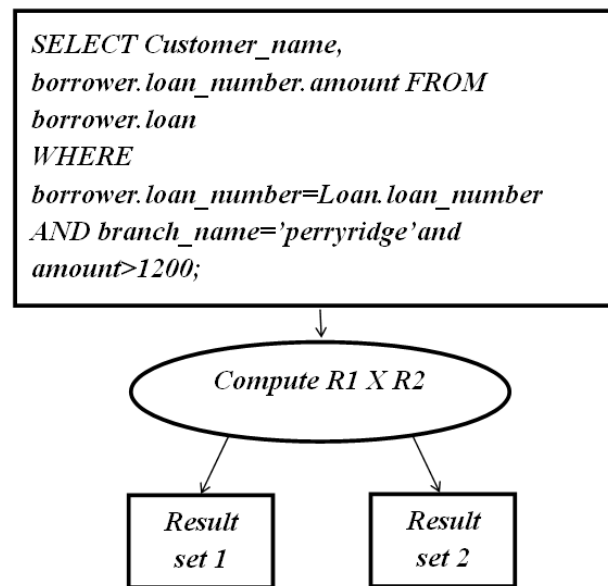 SELECT Customer_name,
borrower.loan_number.amount FROM
borrower.loan
WHERE
borrower.loan_number=Loan.loan_number
AND branch_name=’perryridge’and
amount>1200;
Compute R1 X R2
Result
set 1
Result
set 2